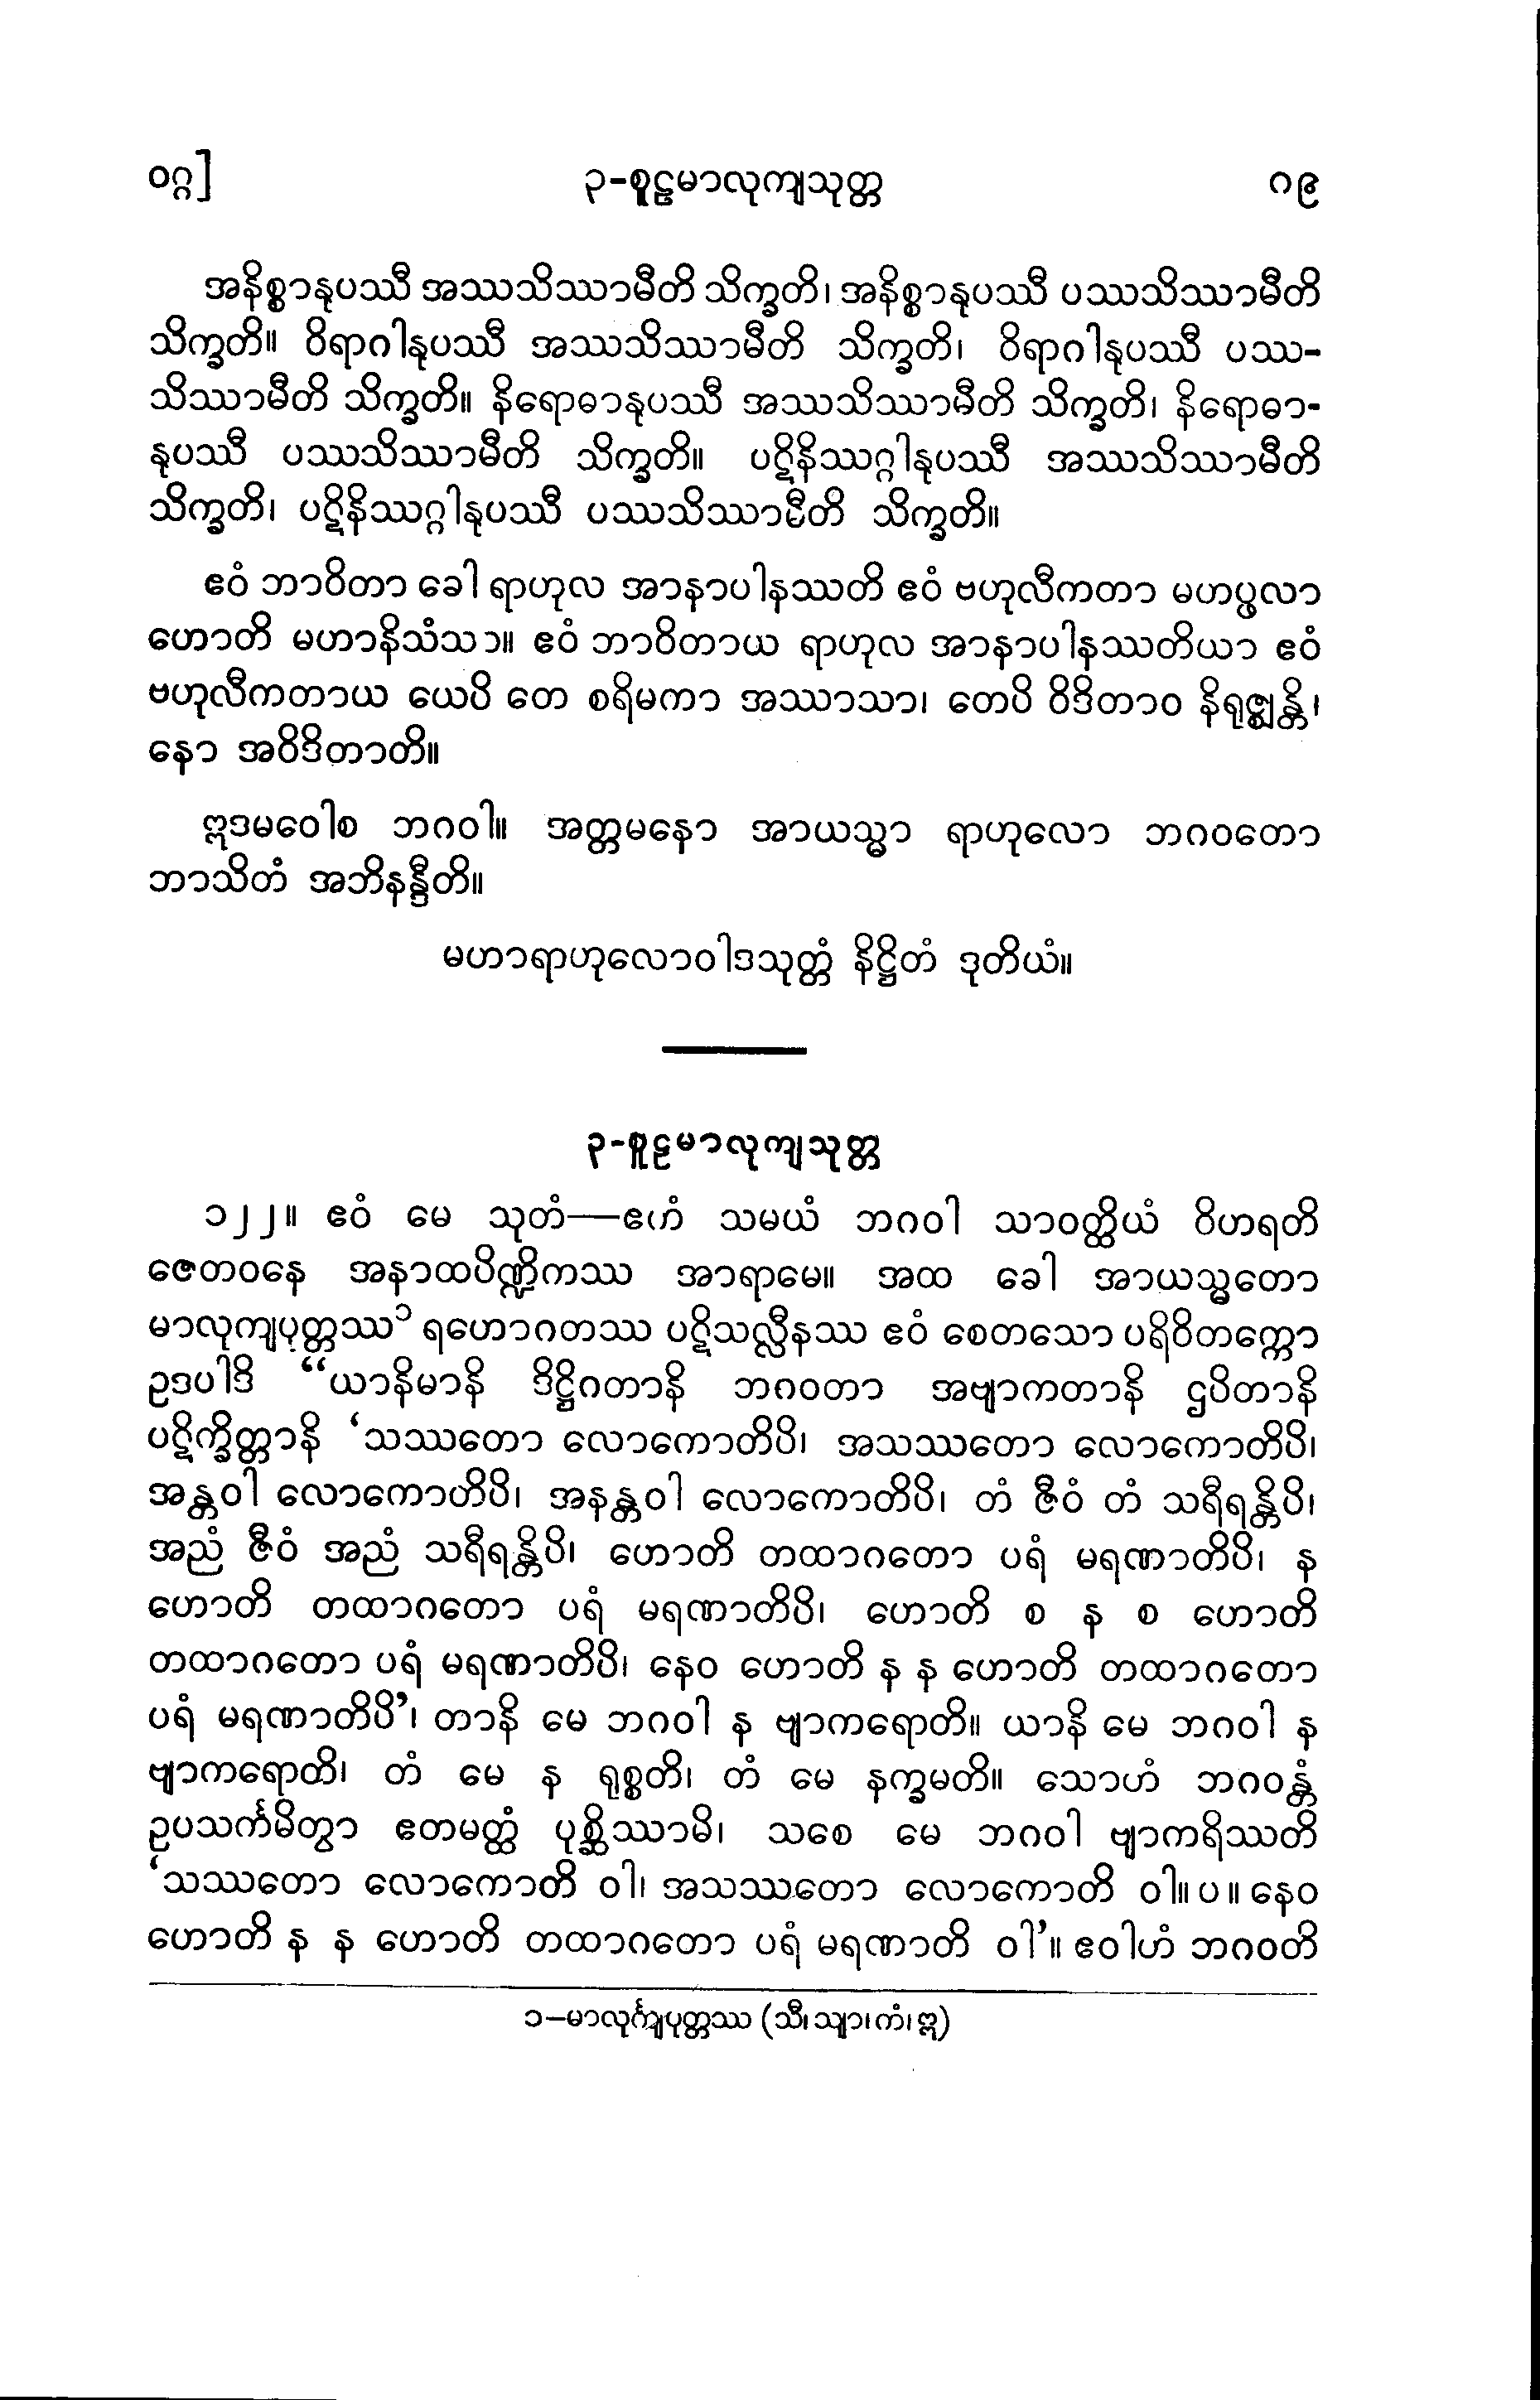 ဝဂ္ဂ] ၃-စူဠမာလုကျသုတ္တ ၈၉
အနိစ္စာနုပဿီ အဿသိဿာမီတိ သိက္ခတိ၊ အနိစ္စာနုပဿီ ပဿသိဿာမီတိ
သိက္ခတိ။ ဝိရာဂါနုပဿီ အဿသိဿာမီတိ သိက္ခတိ၊ ဝိရာဂါနုပဿီ ပဿ-
သိဿာမီတိ သိက္ခတိ။ နိရောဓာနုပဿီ အဿသိဿာမီတိ သိက္ခတိ၊ နိရောဓာ-
နုပဿီ ပဿသိဿာမီတိ သိက္ခတိ။ ပဋိနိဿဂ္ဂါနုပဿီ အဿသိဿာမီတိ
သိက္ခတိ၊ ပဋိနိဿဂ္ဂါနုပဿီ ပဿသိဿာမီတိ သိက္ခတိ။
ဧဝံ ဘာဝိတာ ခေါ ရာဟုလ အာနာပါနဿတိ ဧဝံ ဗဟုလီကတာ မဟပ္ဖလာ
ဟောတိ မဟာနိသံသာ။ ဧဝံ ဘာဝိတာယ ရာဟုလ အာနာပါနဿတိယာ ဧဝံ
ဗဟုလီကတာယ ယေပိ တေ စရိမကာ အဿာသာ၊ တေပိ ဝိဒိတာဝ နိရုဇ္ဈန္တိ၊
နော အဝိဒိတာတိ။
ဣဒမဝေါစ ဘဂဝါ။ အတ္တမနော အာယသ္မာ ရာဟုလော ဘဂဝတော
ဘာသိတံ အဘိနန္ဒီတိ။
မဟာရာဟုလောဝါဒသုတ္တံ နိဋ္ဌိတံ ဒုတိယံ။
၃-စူဠမာလုကျသုတ္တ
၁၂၂။ ဧဝံ မေ သုတံ—ဧကံ သမယံ ဘဂဝါ သာဝတ္ထိယံ ဝိဟရတိ
ဇေတဝနေ အနာထပိဏ္ဍိကဿ အာရာမေ။ အထ ခေါ အာယသ္မတော
မာလုကျပုတ္တဿ၁ ရဟောဂတဿ ပဋိသလ္လီနဿ ဧဝံ စေတသော ပရိဝိတက္ကော
ဥဒပါဒိ “ယာနိမာနိ ဒိဋ္ဌိဂတာနိ ဘဂဝတာ အဗျာကတာနိ ဌပိတာနိ
ပဋိက္ခိတ္တာနိ ‘သဿတော လောကောတိပိ၊ အသဿတော လောကောတိပိ၊
အန္တဝါ လောကောတိပိ၊ အနန္တဝါ လောကောတိပိ၊ တံ ဇီဝံ တံ သရီရန္တိပိ၊
အညံ ဇီဝံ အညံ သရီရန္တိပိ၊ ဟောတိ တထာဂတော ပရံ မရဏာတိပိ၊ န
ဟောတိ တထာဂတော ပရံ မရဏာတိပိ၊ ဟောတိ စ န စ ဟောတိ
တထာဂတော ပရံ မရဏာတိပိ၊ နေဝ ဟောတိ န န ဟောတိ တထာဂတော
ပရံ မရဏာတိပိ’၊ တာနိ မေ ဘဂဝါ န ဗျာကရောတိ။ ယာနိ မေ ဘဂဝါ န
ဗျာကရောတိ၊ တံ မေ န ရုစ္စတိ၊ တံ မေ နက္ခမတိ။ သောဟံ ဘဂဝန္တံ
ဥပသင်္ကမိတွာ ဧတမတ္ထံ ပုစ္ဆိဿာမိ၊ သစေ မေ ဘဂဝါ ဗျာကရိဿတိ
‘သဿတော လောကောတိ ဝါ၊ အသဿတော လောကောတိ ဝါ။ ပ ။ နေဝ
ဟောတိ န န ဟောတိ တထာဂတော ပရံ မရဏာတိ ဝါ’။ ဧဝါဟံ ဘဂဝတိ
၁–မာလုင်္ကျပုတ္တဿ (သီ၊ သျာ၊ ကံ၊ ဣ)